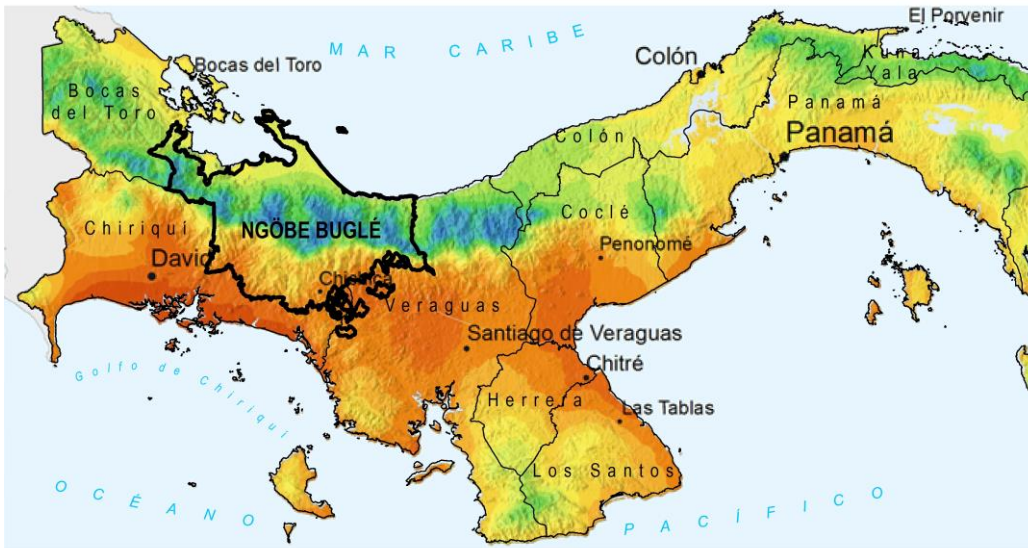 El Porvenir
MAR CARIBE
Colón
Kuna
Yala
Bocas del Toro
Bocas
del Toro
Panamá
Colón
Panamá
Coclé
Chiriquí
NGÖBE BUGLÉ
Penonomé
David
Chichica
Veraguas
Santiago de Veraguas
Chitré
Golfo de Chiriquí
Herrera
Las Tablas
Los Santos
OCÉANO PACÍFICO